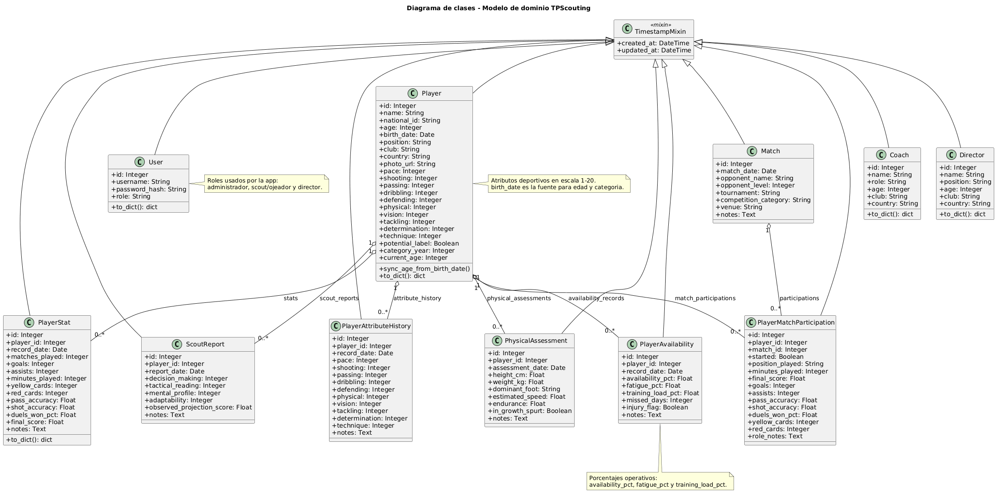 Diagrama de clases - Modelo de dominio TPScouting
«mixin»
C TimestampMixin
+created_at: DateTime
+updated_at: DateTime
C Player
+id: Integer
+name: String
+national_id: String
+age: Integer
+birth_date: Date
+position: String
+club: String
+country: String
+photo_url: String
+pace: Integer
+shooting: Integer
+passing: Integer
+dribbling: Integer
+defending: Integer
+physical: Integer
+vision: Integer
+tackling: Integer
+determination: Integer
+technique: Integer
+potential_label: Boolean
+category_year: Integer
+current_age: Integer
+sync_age_from_birth_date()
+to_dict(): dict
C User
+id: Integer
+username: String
+password_hash: String
+role: String
+to_dict(): dict
Roles usados por la app:
administrador, scout/ojeador y director.
Atributos deportivos en escala 1-20.
birth_date es la fuente para edad y categoria.
C Match
+id: Integer
+match_date: Date
+opponent_name: String
+opponent_level: Integer
+tournament: String
+competition_category: String
+venue: String
+notes: Text
C Coach
+id: Integer
+name: String
+role: String
+age: Integer
+club: String
+country: String
+to_dict(): dict
C Director
+id: Integer
+name: String
+position: String
+age: Integer
+club: String
+country: String
+to_dict(): dict
1
1
1
1
1
1
1
stats
scout_reports
attribute_history
physical_assessments
availability_records
match_participations
participations
0..*
0..*
0..*
0..*
0..*
0..*
0..*
C PlayerStat
+id: Integer
+player_id: Integer
+record_date: Date
+matches_played: Integer
+goals: Integer
+assists: Integer
+minutes_played: Integer
+yellow_cards: Integer
+red_cards: Integer
+pass_accuracy: Float
+shot_accuracy: Float
+duels_won_pct: Float
+final_score: Float
+notes: Text
+to_dict(): dict
C ScoutReport
+id: Integer
+player_id: Integer
+report_date: Date
+decision_making: Integer
+tactical_reading: Integer
+mental_profile: Integer
+adaptability: Integer
+observed_projection_score: Float
+notes: Text
C PlayerAttributeHistory
+id: Integer
+player_id: Integer
+record_date: Date
+pace: Integer
+shooting: Integer
+passing: Integer
+dribbling: Integer
+defending: Integer
+physical: Integer
+vision: Integer
+tackling: Integer
+determination: Integer
+technique: Integer
+notes: Text
C PhysicalAssessment
+id: Integer
+player_id: Integer
+assessment_date: Date
+height_cm: Float
+weight_kg: Float
+dominant_foot: String
+estimated_speed: Float
+endurance: Float
+in_growth_spurt: Boolean
+notes: Text
C PlayerAvailability
+id: Integer
+player_id: Integer
+record_date: Date
+availability_pct: Float
+fatigue_pct: Float
+training_load_pct: Float
+missed_days: Integer
+injury_flag: Boolean
+notes: Text
C PlayerMatchParticipation
+id: Integer
+player_id: Integer
+match_id: Integer
+started: Boolean
+position_played: String
+minutes_played: Integer
+final_score: Float
+goals: Integer
+assists: Integer
+pass_accuracy: Float
+shot_accuracy: Float
+duels_won_pct: Float
+yellow_cards: Integer
+red_cards: Integer
+role_notes: Text
Porcentajes operativos:
availability_pct, fatigue_pct y training_load_pct.